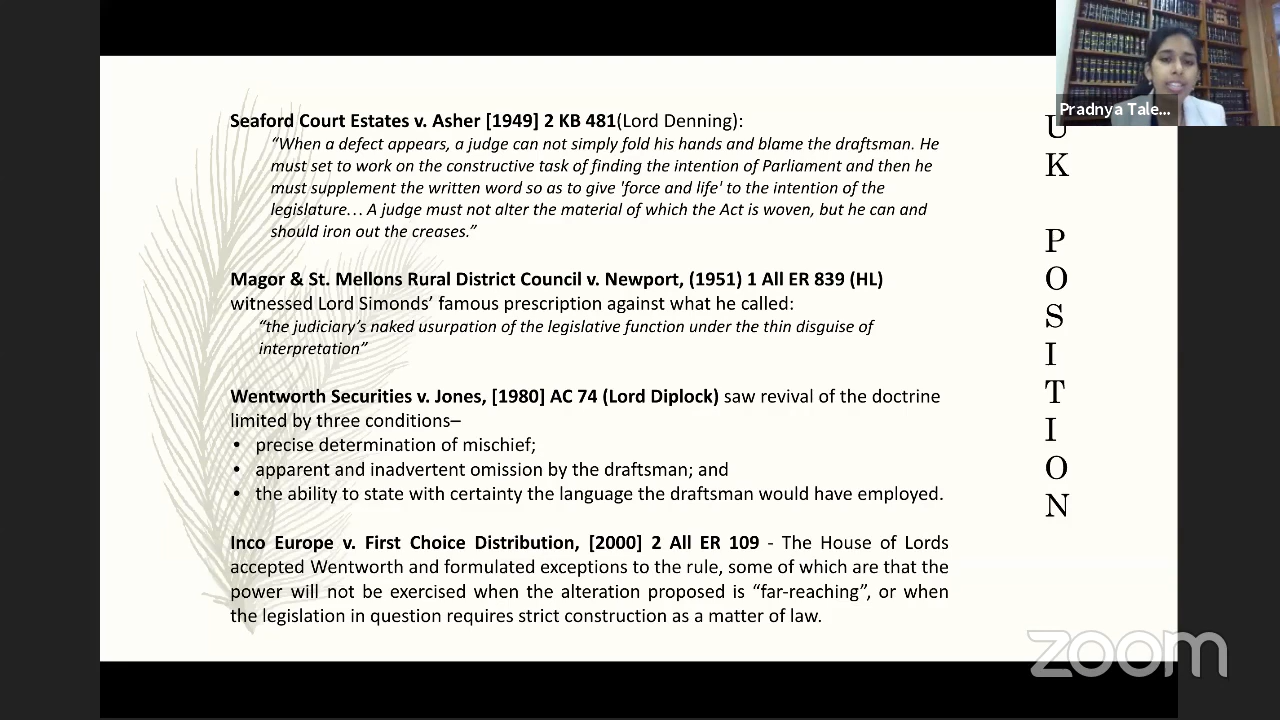 Seaford Court Estates v. Asher [1949] 2 KB 481(Lord Denning):
“When a defect appears, a judge can not simply fold his hands and blame the draftsman. He
must set to work on the constructive task of finding the intention of Parliament and then he
must supplement the written word so as to give 'force and life' to the intention of the
legislature… A judge must not alter the material of which the Act is woven, but he can and
should iron out the creases.”
Magor & St. Mellons Rural District Council v. Newport, (1951) 1 All ER 839 (HL)
witnessed Lord Simonds’ famous prescription against what he called:
“the judiciary’s naked usurpation of the legislative function under the thin disguise of
interpretation”
Wentworth Securities v. Jones, [1980] AC 74 (Lord Diplock) saw revival of the doctrine
limited by three conditions–
• precise determination of mischief;
• apparent and inadvertent omission by the draftsman; and
• the ability to state with certainty the language the draftsman would have employed.
Inco Europe v. First Choice Distribution, [2000] 2 All ER 109 - The House of Lords
accepted Wentworth and formulated exceptions to the rule, some of which are that the
power will not be exercised when the alteration proposed is “far-reaching”, or when
the legislation in question requires strict construction as a matter of law.
Pradnya Tale...
U
K
P
O
S
I
T
I
O
N
zoom